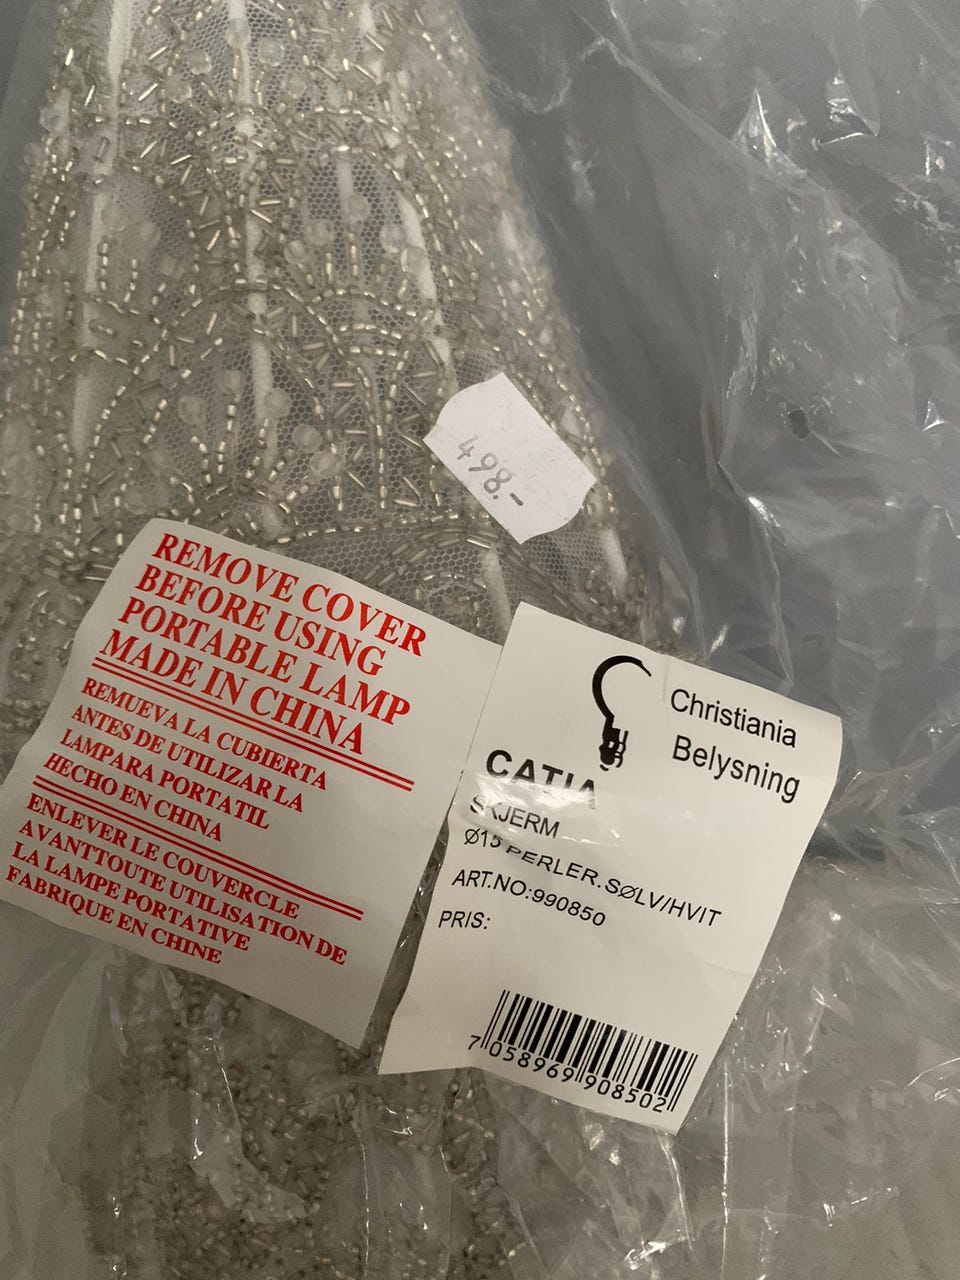 498.-
REMOVE COVER
BEFORE USING
PORTABLE LAMP
MADE IN CHINA
REMUEVA LA CUBIERTA
ANTES DE UTILIZAR LA
LAMPARA PORTATIL
HECHO EN CHINA
ENLEVER LE COUVERCLE
AVANTTOUTE UTILISATION DE
LA LAMPE PORTATIVE
FABRIQUE EN CHINE
Christiania
Belysning
CATIA
SKJERM
Ø15 PERLER.SØLV/HVIT
ART.NO:990850
PRIS:
7058969908502